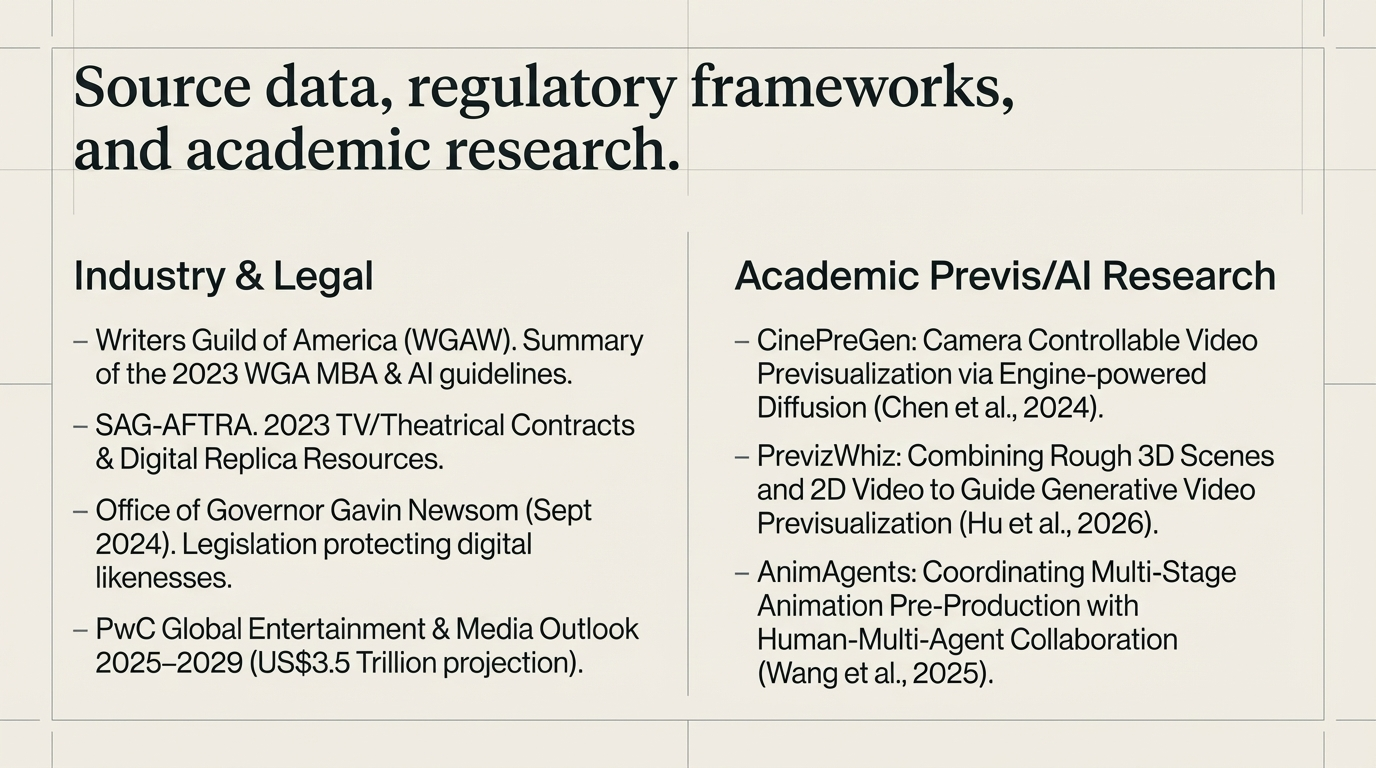 Source data, regulatory frameworks,
and academic research.
Industry & Legal
– Writers Guild of America (WGAW). Summary
of the 2023 WGA MBA & AI guidelines.
– SAG-AFTRA. 2023 TV/Theatrical Contracts
& Digital Replica Resources.
– Office of Governor Gavin Newsom (Sept
2024). Legislation protecting digital
likenesses.
– PwC Global Entertainment & Media Outlook
2025–2029 (US$3.5 Trillion projection).
Academic Previs/AI Research
– CinePreGen: Camera Controllable Video
Previsualization via Engine-powered
Diffusion (Chen et al., 2024).
– PrevizWhiz: Combining Rough 3D Scenes
and 2D Video to Guide Generative Video
Previsualization (Hu et al., 2026).
– AnimAgents: Coordinating Multi-Stage
Animation Pre-Production with
Human-Multi-Agent Collaboration
(Wang et al., 2025).